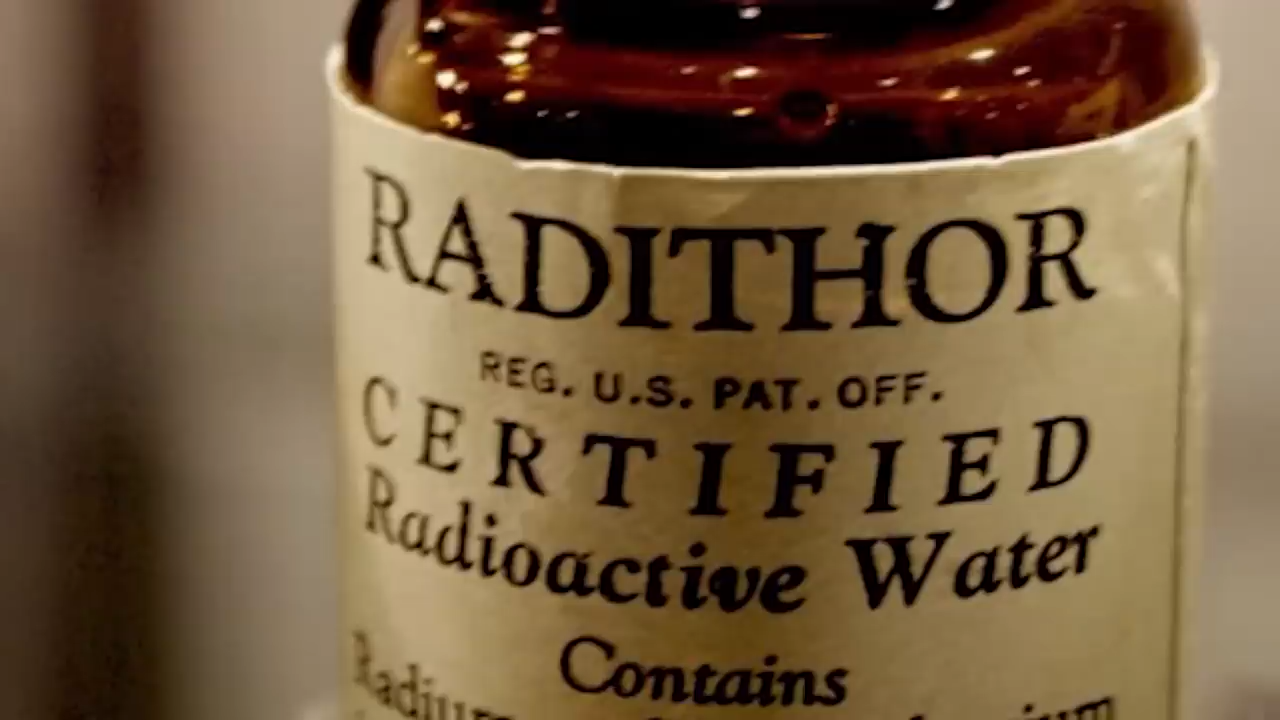 RADITHOR
REG. U.S. PAT. OFF.
CERTIFIED
Radioactive Water
Contains